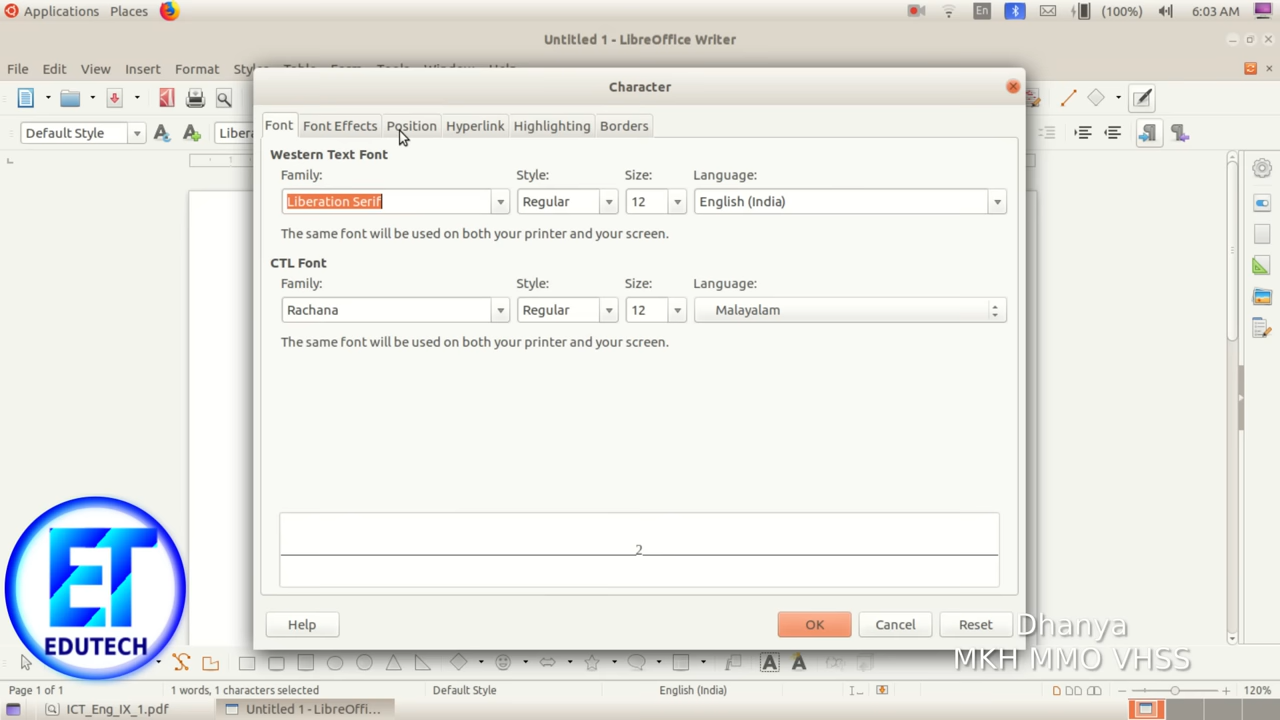 Applications Places En (100%) 6:03 AM
Untitled 1 - LibreOffice Writer
File Edit View Insert Format
Character
Default Style
Font Font Effects Position Hyperlink Highlighting Borders
Western Text Font
Family: Style: Size: Language:
Liberation Serif Regular 12 English (India)
The same font will be used on both your printer and your screen.
CTL Font
Family: Style: Size: Language:
Rachana Regular 12 Malayalam
The same font will be used on both your printer and your screen.
2
Help OK Cancel Reset
ET
EDUTECH
Dhanya
MKH MMO VHSS
Page 1 of 1 1 words, 1 characters selected Default Style English (India) 120%
ICT_Eng_IX_1.pdf Untitled 1 - LibreOffi...